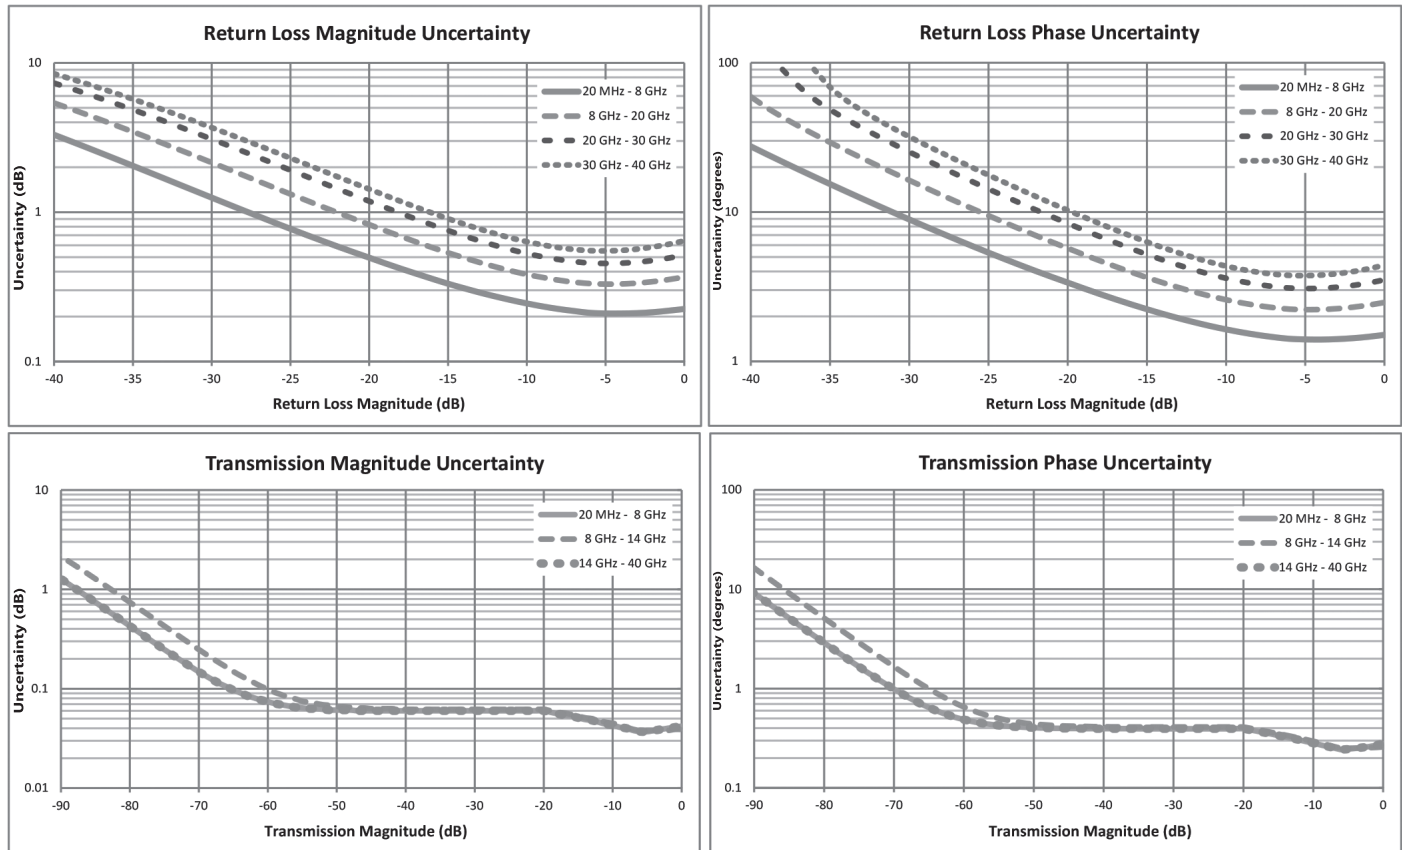 Return Loss Magnitude Uncertainty
10
1
0.1
Uncertainty (dB)
20 MHz - 8 GHz
8 GHz - 20 GHz
20 GHz - 30 GHz
30 GHz - 40 GHz
-40 -35 -30 -25 -20 -15 -10 -5 0
Return Loss Magnitude (dB)
Return Loss Phase Uncertainty
100
10
1
Uncertainty (degrees)
20 MHz - 8 GHz
8 GHz - 20 GHz
20 GHz - 30 GHz
30 GHz - 40 GHz
-40 -35 -30 -25 -20 -15 -10 -5 0
Return Loss Magnitude (dB)
Transmission Magnitude Uncertainty
10
1
0.1
0.01
Uncertainty (dB)
20 MHz - 8 GHz
8 GHz - 14 GHz
14 GHz - 40 GHz
-90 -80 -70 -60 -50 -40 -30 -20 -10 0
Transmission Magnitude (dB)
Transmission Phase Uncertainty
100
10
1
0.1
Uncertainty (degrees)
20 MHz - 8 GHz
8 GHz - 14 GHz
14 GHz - 40 GHz
-90 -80 -70 -60 -50 -40 -30 -20 -10 0
Transmission Magnitude (dB)